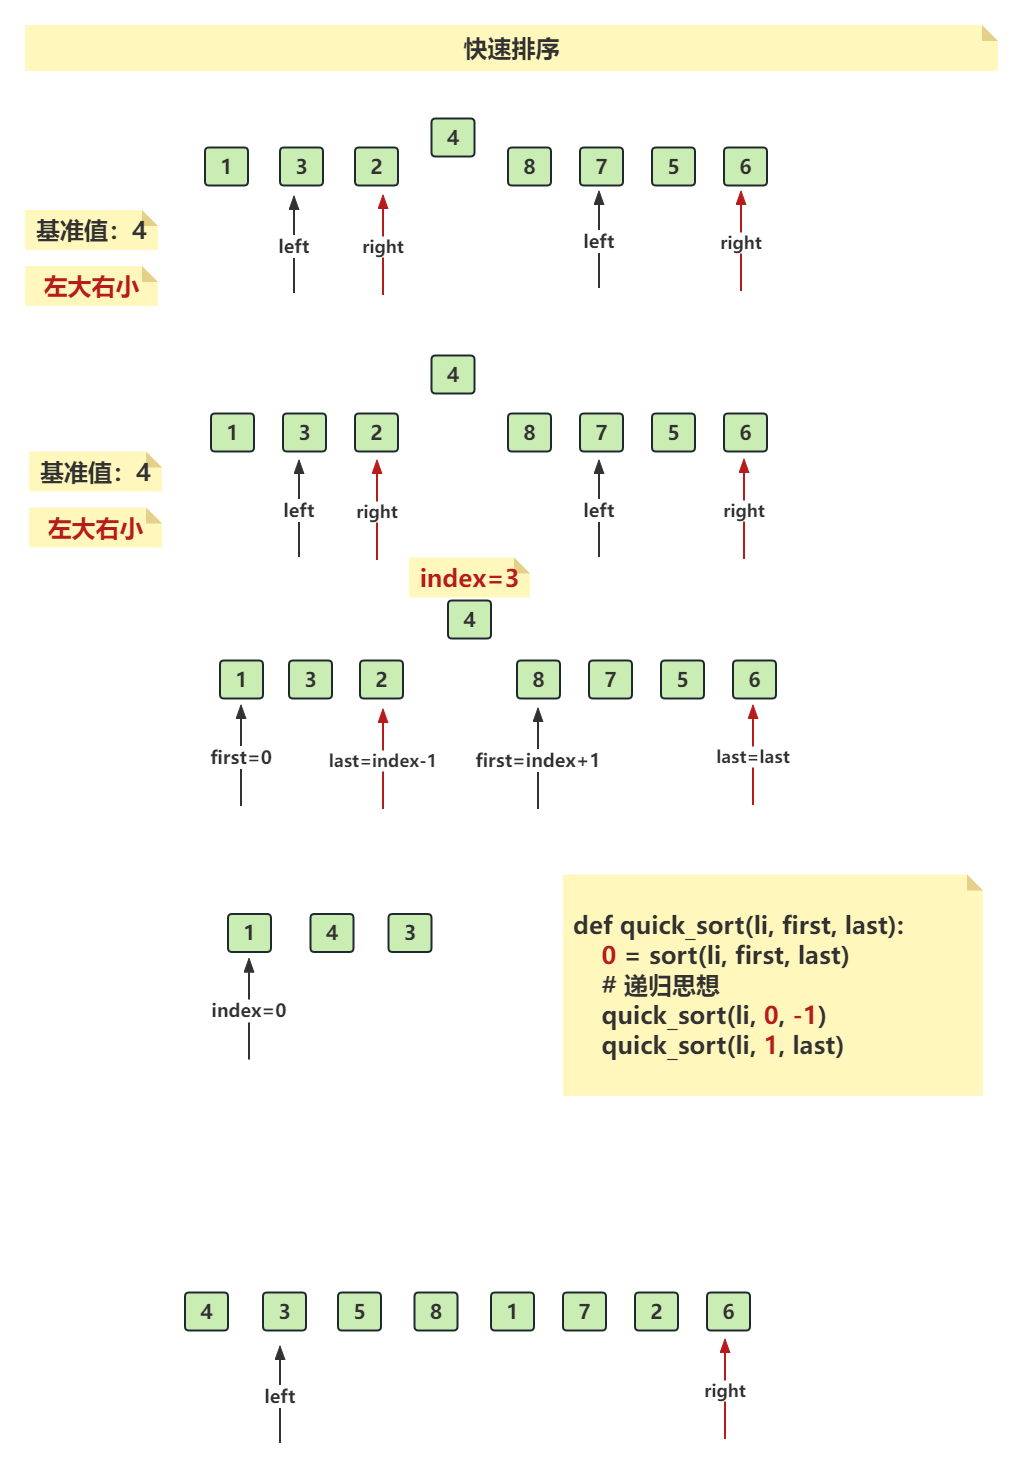 快速排序
4
1 3 2 8 7 5 6
基准值：4
left right left right
左大右小
4
1 3 2 8 7 5 6
基准值：4
left right left right
左大右小
index=3
4
1 3 2 8 7 5 6
first=0 last=index-1 first=index+1 last=last
1 4 3
index=0
def quick_sort(li, first, last):
0 = sort(li, first, last)
# 递归思想
quick_sort(li, 0, -1)
quick_sort(li, 1, last)
4 3 5 8 1 7 2 6
left right